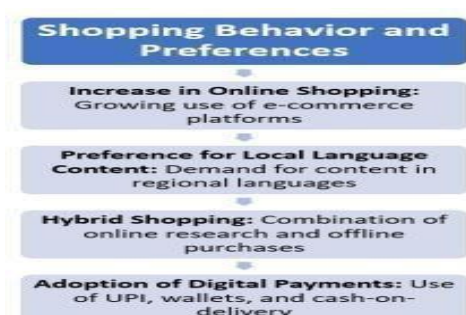 Shopping Behavior and
Preferences
Increase in Online Shopping:
Growing use of e-commerce
platforms
Preference for Local Language
Content: Demand for content in
regional languages
Hybrid Shopping: Combination of
online research and offline
purchases
Adoption of Digital Payments: Use
of UPI, wallets, and cash-on-
delivery